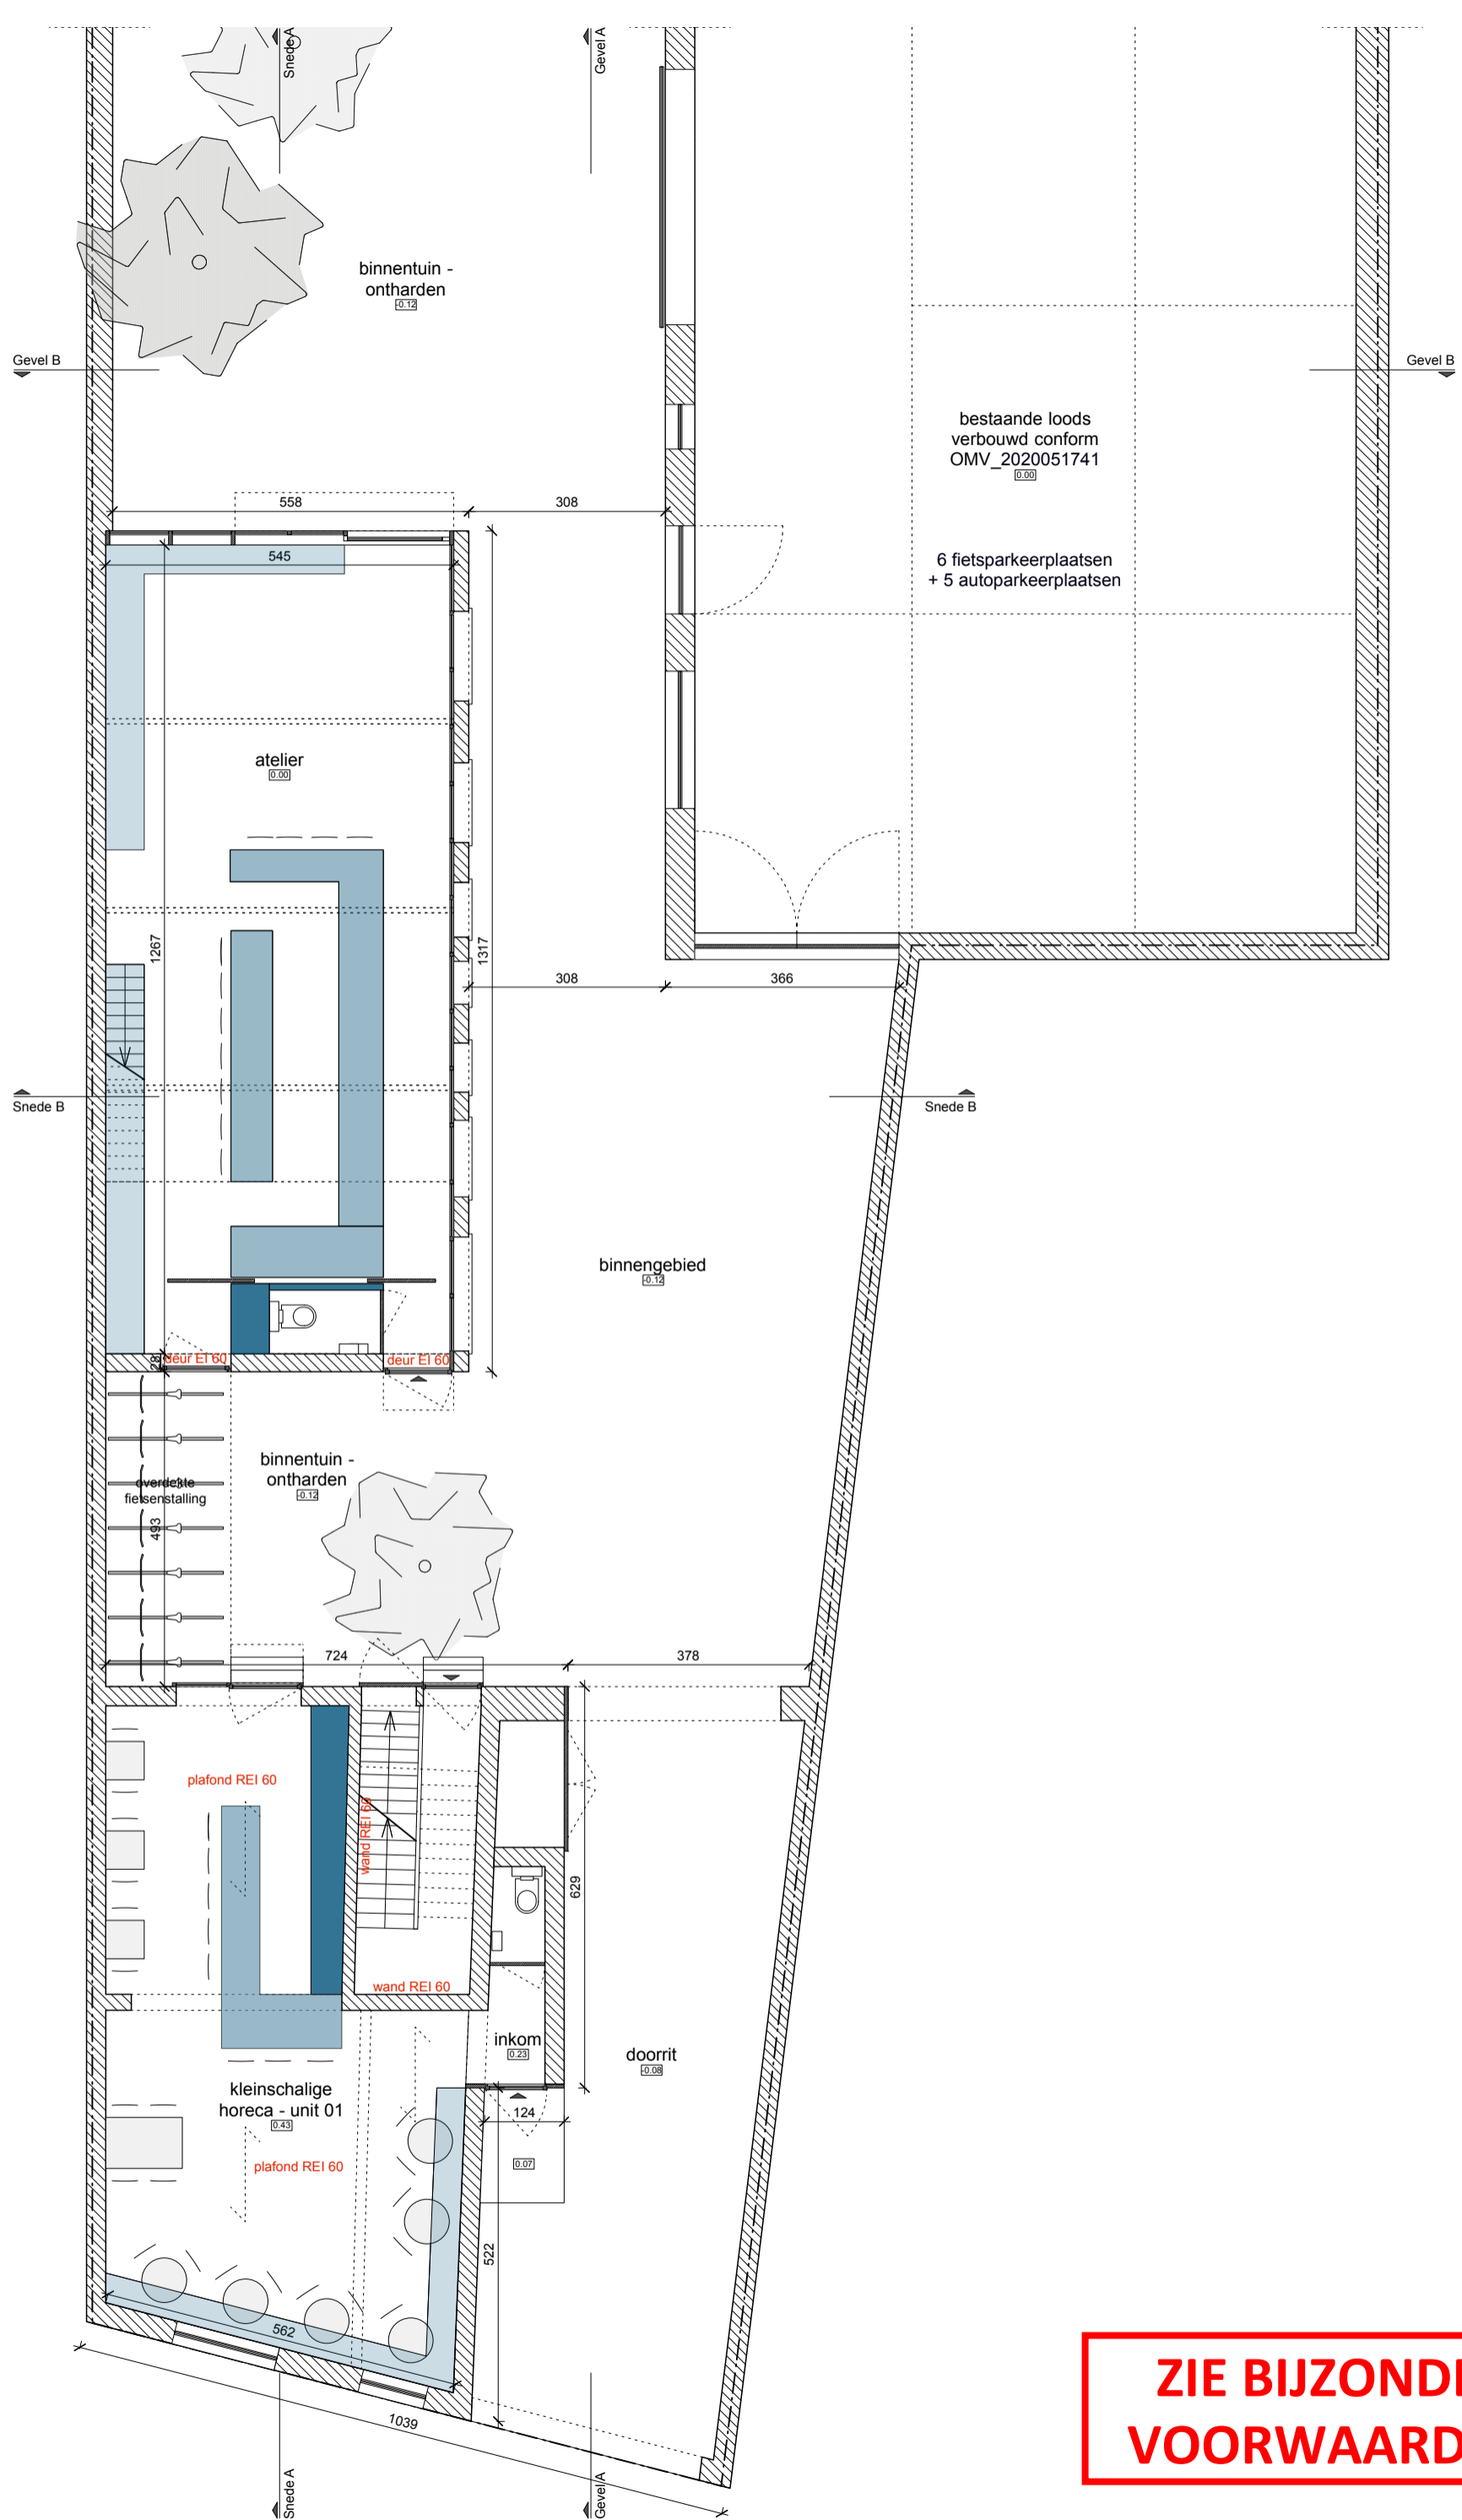 Snede A
Gevel A
binnentuin -
ontharden
-0.12
Gevel B
Gevel B
bestaande loods
verbouwd conform
OMV_2020051741
0.00
558
308
545
6 fietsparkeerplaatsen
+ 5 autoparkeerplaatsen
atelier
0.00
1267
1317
308
366
Snede B
Snede B
binnengebied
-0.12
28
deur EI 60
deur EI 60
binnentuin -
ontharden
-0.12
overdekte
fietsenstalling
493
724
378
plafond REI 60
wand REI 60
629
wand REI 60
inkom
0.23
doorrit
-0.08
kleinschalige
horeca - unit 01
0.43
124
plafond REI 60
0.07
522
562
1039
Snede A
Gevel A
ZIE BIJZOND
VOORWAARD